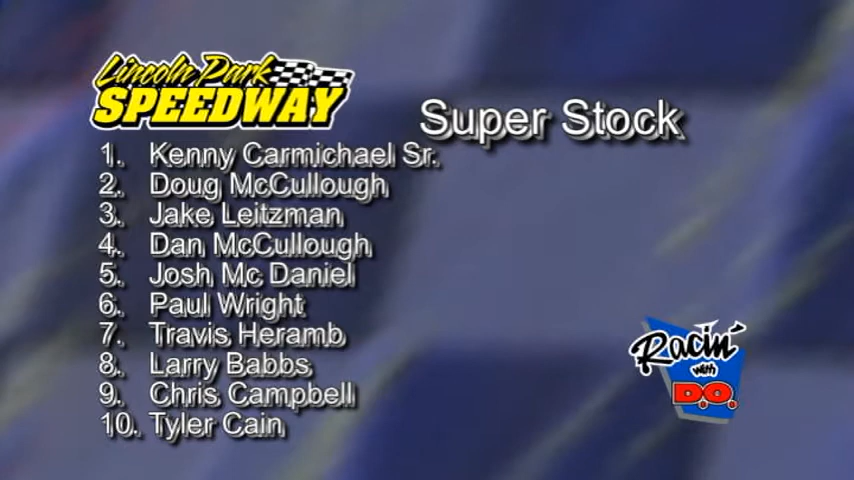 Lincoln Park
SPEEDWAY
Super Stock
1. Kenny Carmichael Sr.
2. Doug McCullough
3. Jake Leitzman
4. Dan McCullough
5. Josh Mc Daniel
6. Paul Wright
7. Travis Heramb
8. Larry Babbs
9. Chris Campbell
10. Tyler Cain
Racin'
with
D.O.